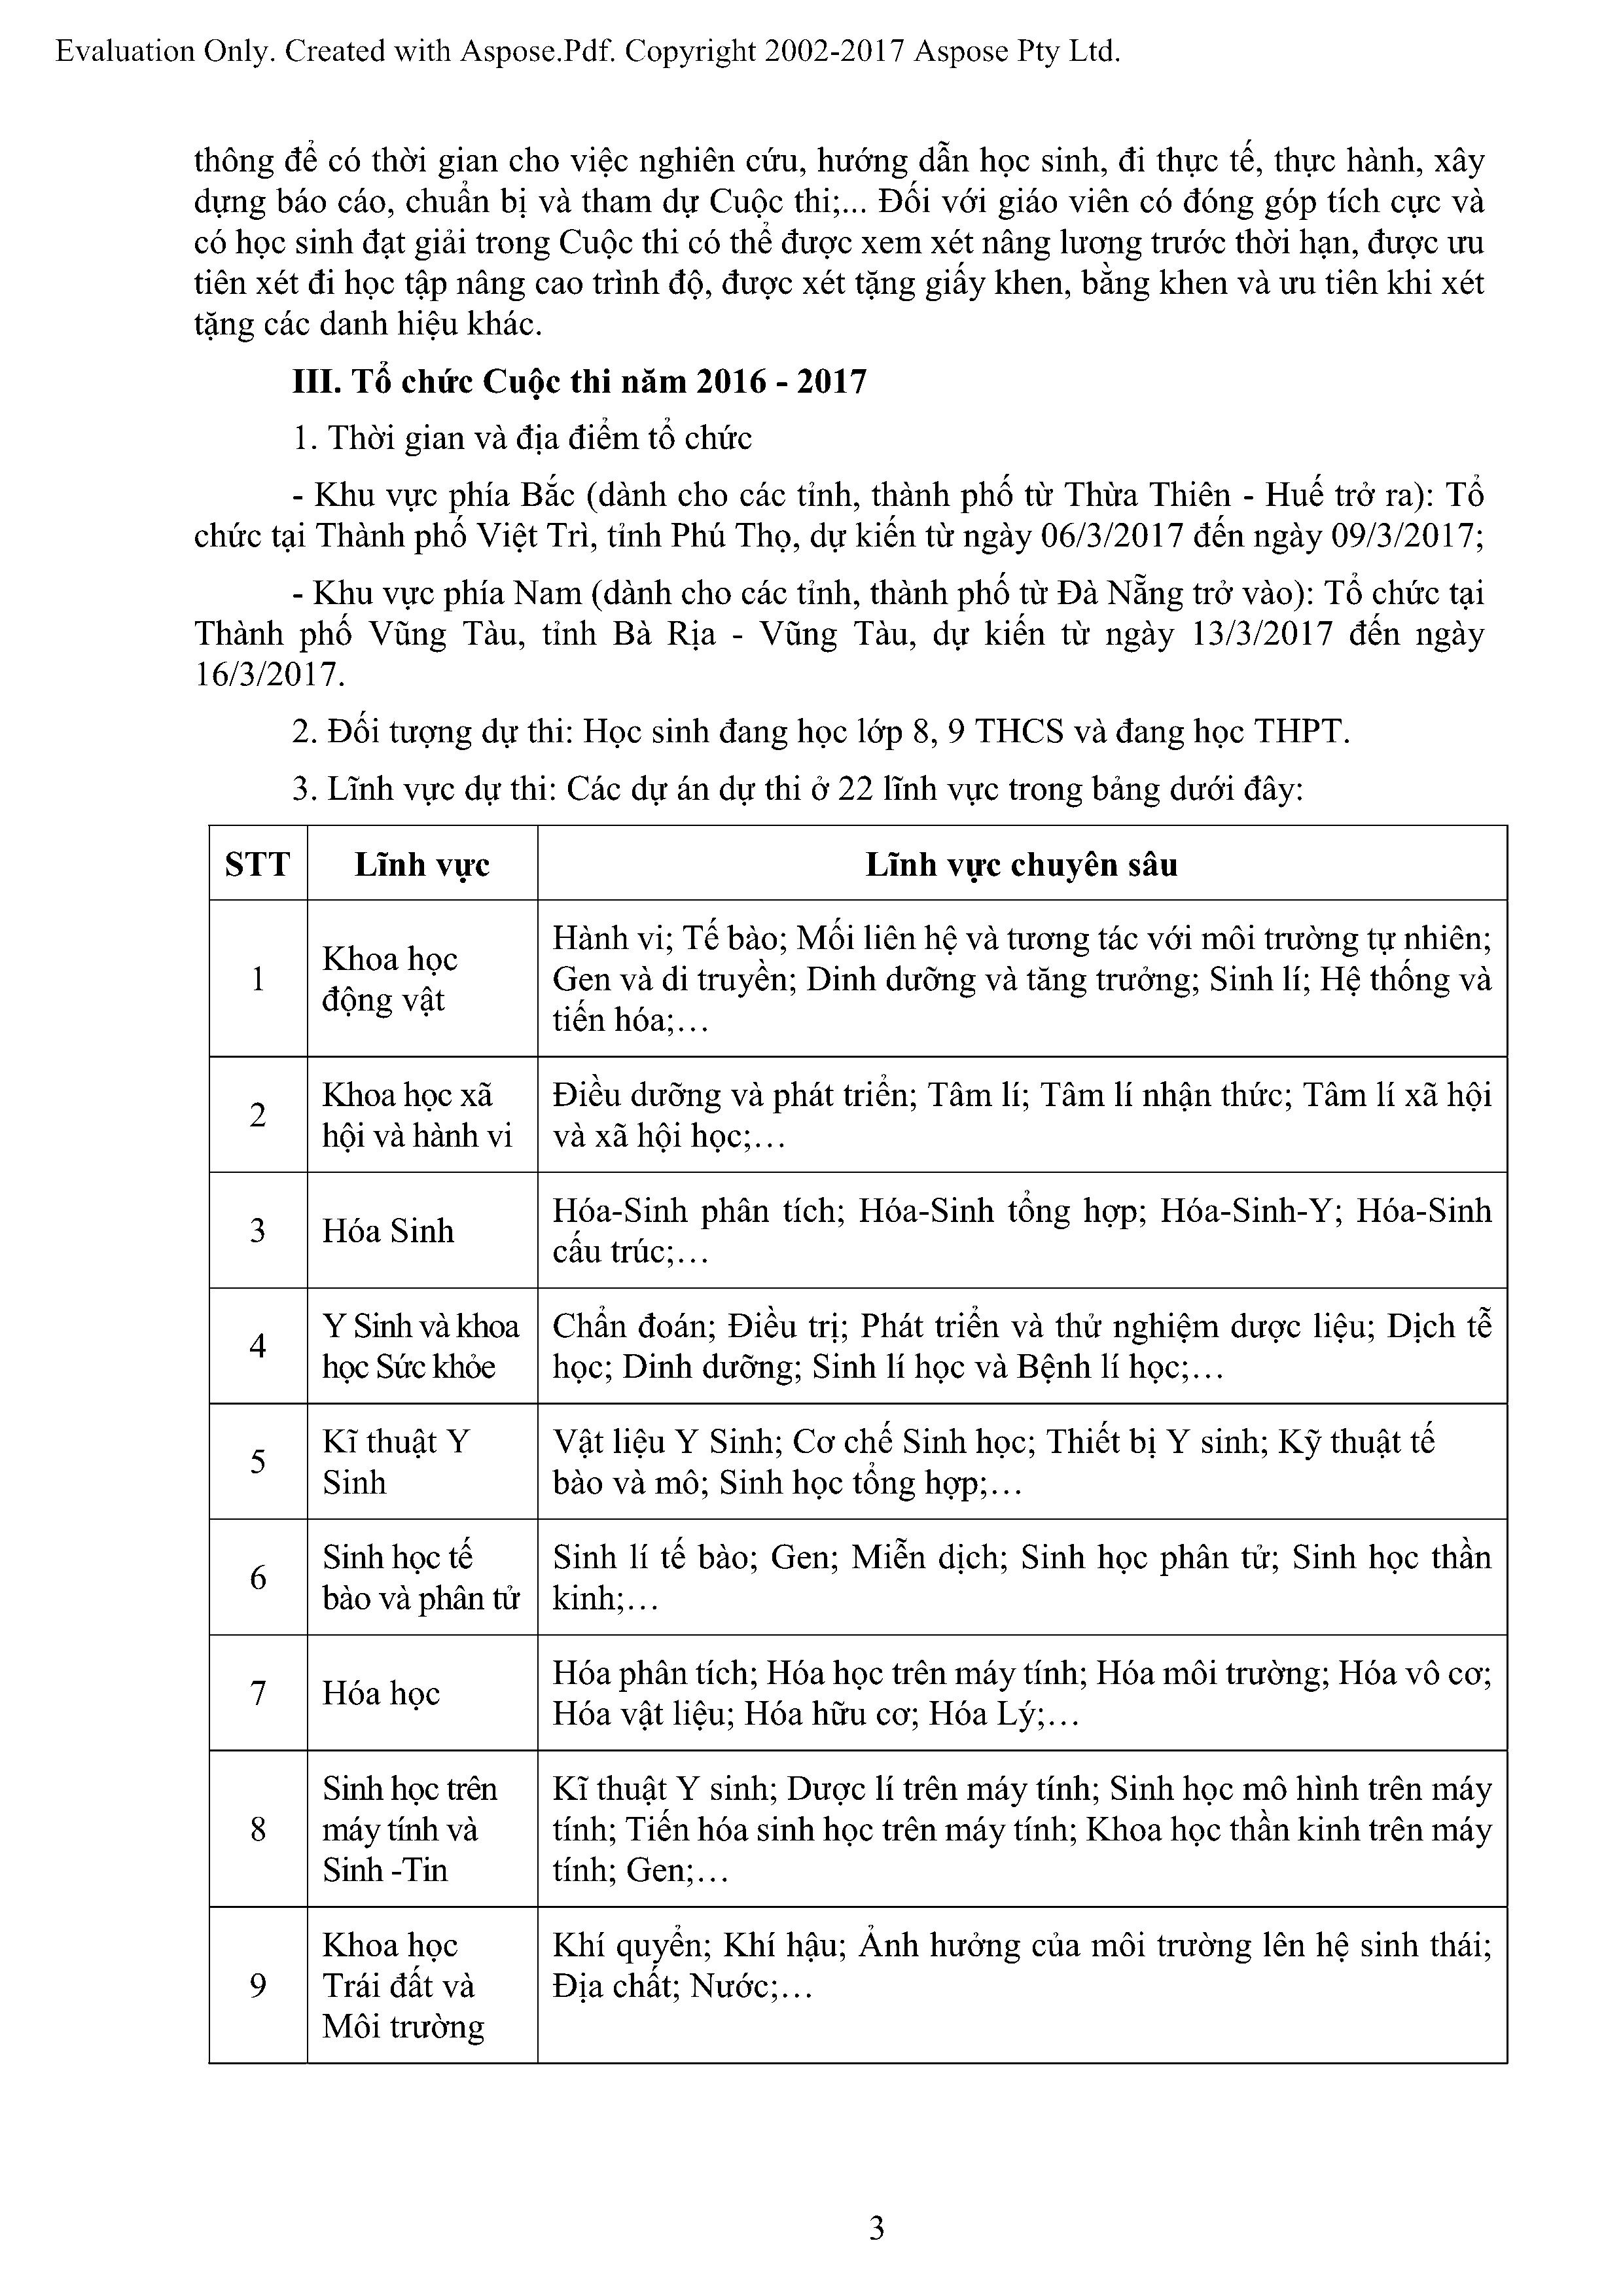 Evaluation Only. Created with Aspose.Pdf. Copyright 2002-2017 Aspose Pty Ltd.
thông để có thời gian cho việc nghiên cứu, hướng dẫn học sinh, đi thực tế, thực hành, xây
dựng báo cáo, chuẩn bị và tham dự Cuộc thi;... Đối với giáo viên có đóng góp tích cực và
có học sinh đạt giải trong Cuộc thi có thể được xem xét nâng lương trước thời hạn, được ưu
tiên xét đi học tập nâng cao trình độ, được xét tặng giấy khen, bằng khen và ưu tiên khi xét
tặng các danh hiệu khác.
III. Tổ chức Cuộc thi năm 2016 - 2017
1. Thời gian và địa điểm tổ chức
- Khu vực phía Bắc (dành cho các tỉnh, thành phố từ Thừa Thiên - Huế trở ra): Tổ
chức tại Thành phố Việt Trì, tỉnh Phú Thọ, dự kiến từ ngày 06/3/2017 đến ngày 09/3/2017;
- Khu vực phía Nam (dành cho các tỉnh, thành phố từ Đà Nẵng trở vào): Tổ chức tại
Thành phố Vũng Tàu, tỉnh Bà Rịa - Vũng Tàu, dự kiến từ ngày 13/3/2017 đến ngày
16/3/2017.
2. Đối tượng dự thi: Học sinh đang học lớp 8, 9 THCS và đang học THPT.
3. Lĩnh vực dự thi: Các dự án dự thi ở 22 lĩnh vực trong bảng dưới đây:
STT Lĩnh vực Lĩnh vực chuyên sâu
1
Khoa học
động vật
Hành vi; Tế bào; Mối liên hệ và tương tác với môi trường tự nhiên;
Gen và di truyền; Dinh dưỡng và tăng trưởng; Sinh lí; Hệ thống và
tiến hóa;…
2
Khoa học xã
hội và hành vi
Điều dưỡng và phát triển; Tâm lí; Tâm lí nhận thức; Tâm lí xã hội
và xã hội học;…
3
Hóa Sinh
Hóa-Sinh phân tích; Hóa-Sinh tổng hợp; Hóa-Sinh-Y; Hóa-Sinh
cấu trúc;…
4
Y Sinh và khoa
học Sức khỏe
Chẩn đoán; Điều trị; Phát triển và thử nghiệm dược liệu; Dịch tễ
học; Dinh dưỡng; Sinh lí học và Bệnh lí học;…
5
Kĩ thuật Y
Sinh
Vật liệu Y Sinh; Cơ chế Sinh học; Thiết bị Y sinh; Kỹ thuật tế
bào và mô; Sinh học tổng hợp;…
6
Sinh học tế
bào và phân tử
Sinh lí tế bào; Gen; Miễn dịch; Sinh học phân tử; Sinh học thần
kinh;…
7
Hóa học
Hóa phân tích; Hóa học trên máy tính; Hóa môi trường; Hóa vô cơ;
Hóa vật liệu; Hóa hữu cơ; Hóa Lý;…
8
Sinh học trên
máy tính và
Sinh -Tin
Kĩ thuật Y sinh; Dược lí trên máy tính; Sinh học mô hình trên máy
tính; Tiến hóa sinh học trên máy tính; Khoa học thần kinh trên máy
tính; Gen;…
9
Khoa học
Trái đất và
Môi trường
Khí quyển; Khí hậu; Ảnh hưởng của môi trường lên hệ sinh thái;
Địa chất; Nước;…
3